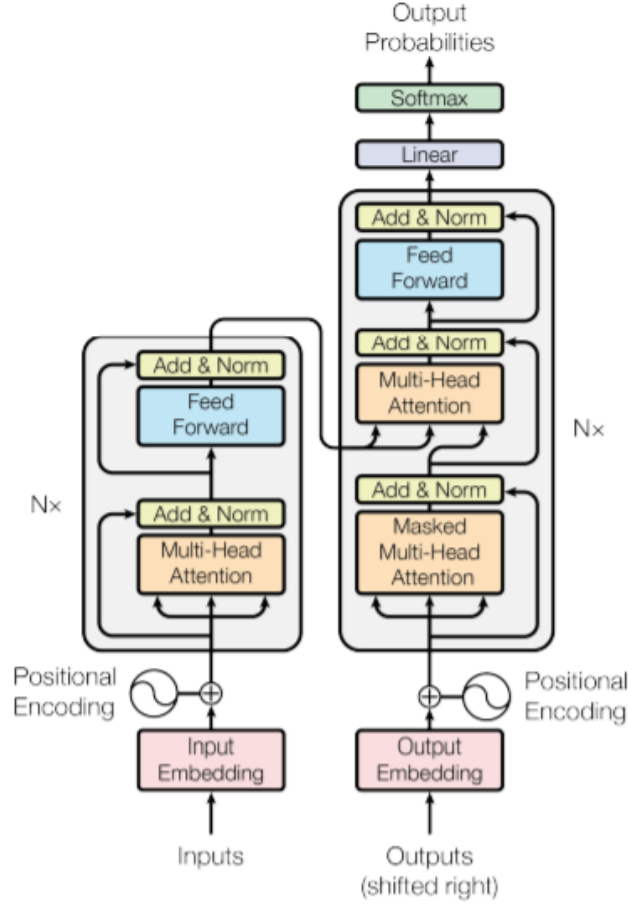 Output
Probabilities
Softmax
Linear
Add & Norm
Feed
Forward
Add & Norm
Multi-Head
Attention
Add & Norm
Masked
Multi-Head
Attention
Nx
Add & Norm
Feed
Forward
Add & Norm
Multi-Head
Attention
Nx
Positional
Encoding
Positional
Encoding
Input
Embedding
Output
Embedding
Inputs
Outputs
(shifted right)